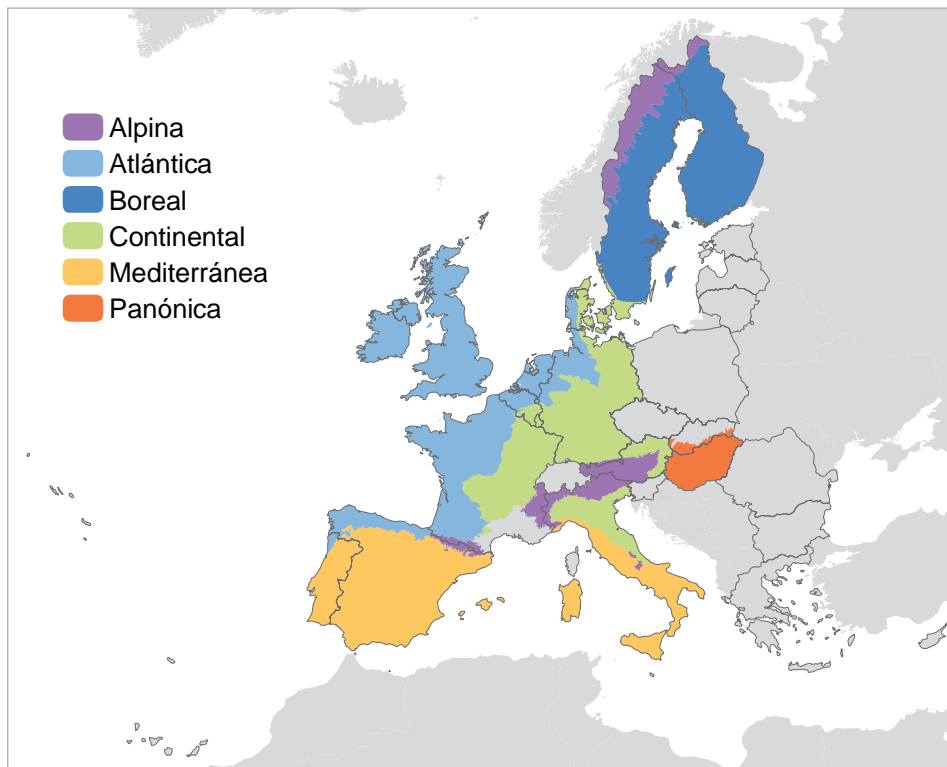 Alpina
Atlántica
Boreal
Continental
Mediterránea
Panónica